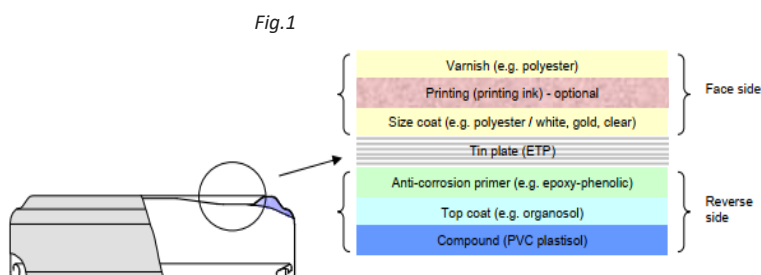 Fig.1
Varnish (e.g. polyester)
Printing (printing ink) - optional
Size coat (e.g. polyester / white, gold, clear)
Face side
Tin plate (ETP)
Anti-corrosion primer (e.g. epoxy-phenolic)
Top coat (e.g. organosol)
Compound (PVC plastisol)
Reverse
side